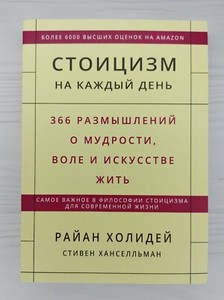 БОЛЕЕ 6000 ВЫСШИХ ОЦЕНОК НА AMAZON
СТОИЦИЗМ
НА КАЖДЫЙ ДЕНЬ
366 РАЗМЫШЛЕНИЙ
О МУДРОСТИ,
ВОЛЕ И ИСКУССТВЕ
ЖИТЬ
САМОЕ ВАЖНОЕ В ФИЛОСОФИИ СТОИЦИЗМА
ДЛЯ СОВРЕМЕННОЙ ЖИЗНИ
РАЙАН ХОЛИДЕЙ
СТИВЕН ХАНСЕЛЛЬМАН